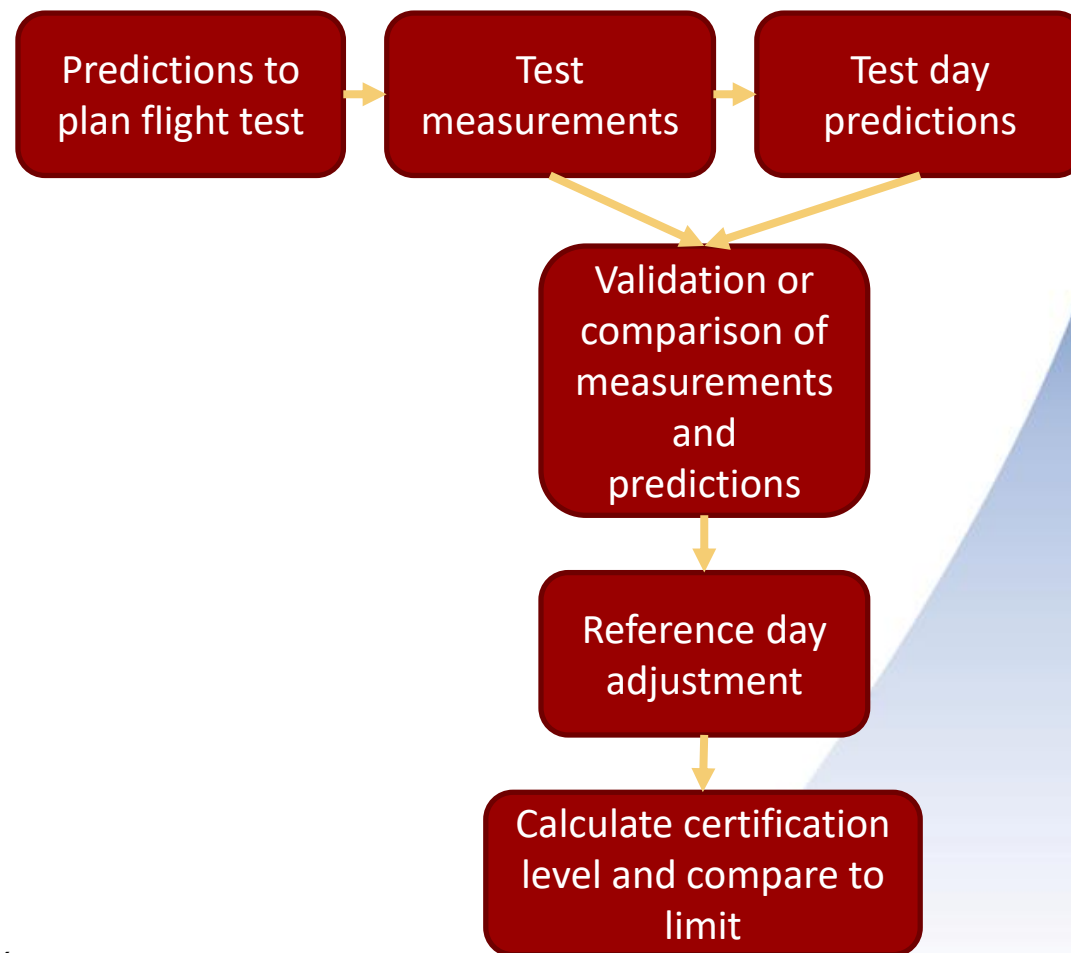 Predictions to
plan flight test
Test
measurements
Test day
predictions
Validation or
comparison of
measurements
and
predictions
Reference day
adjustment
Calculate certification
level and compare to
limit